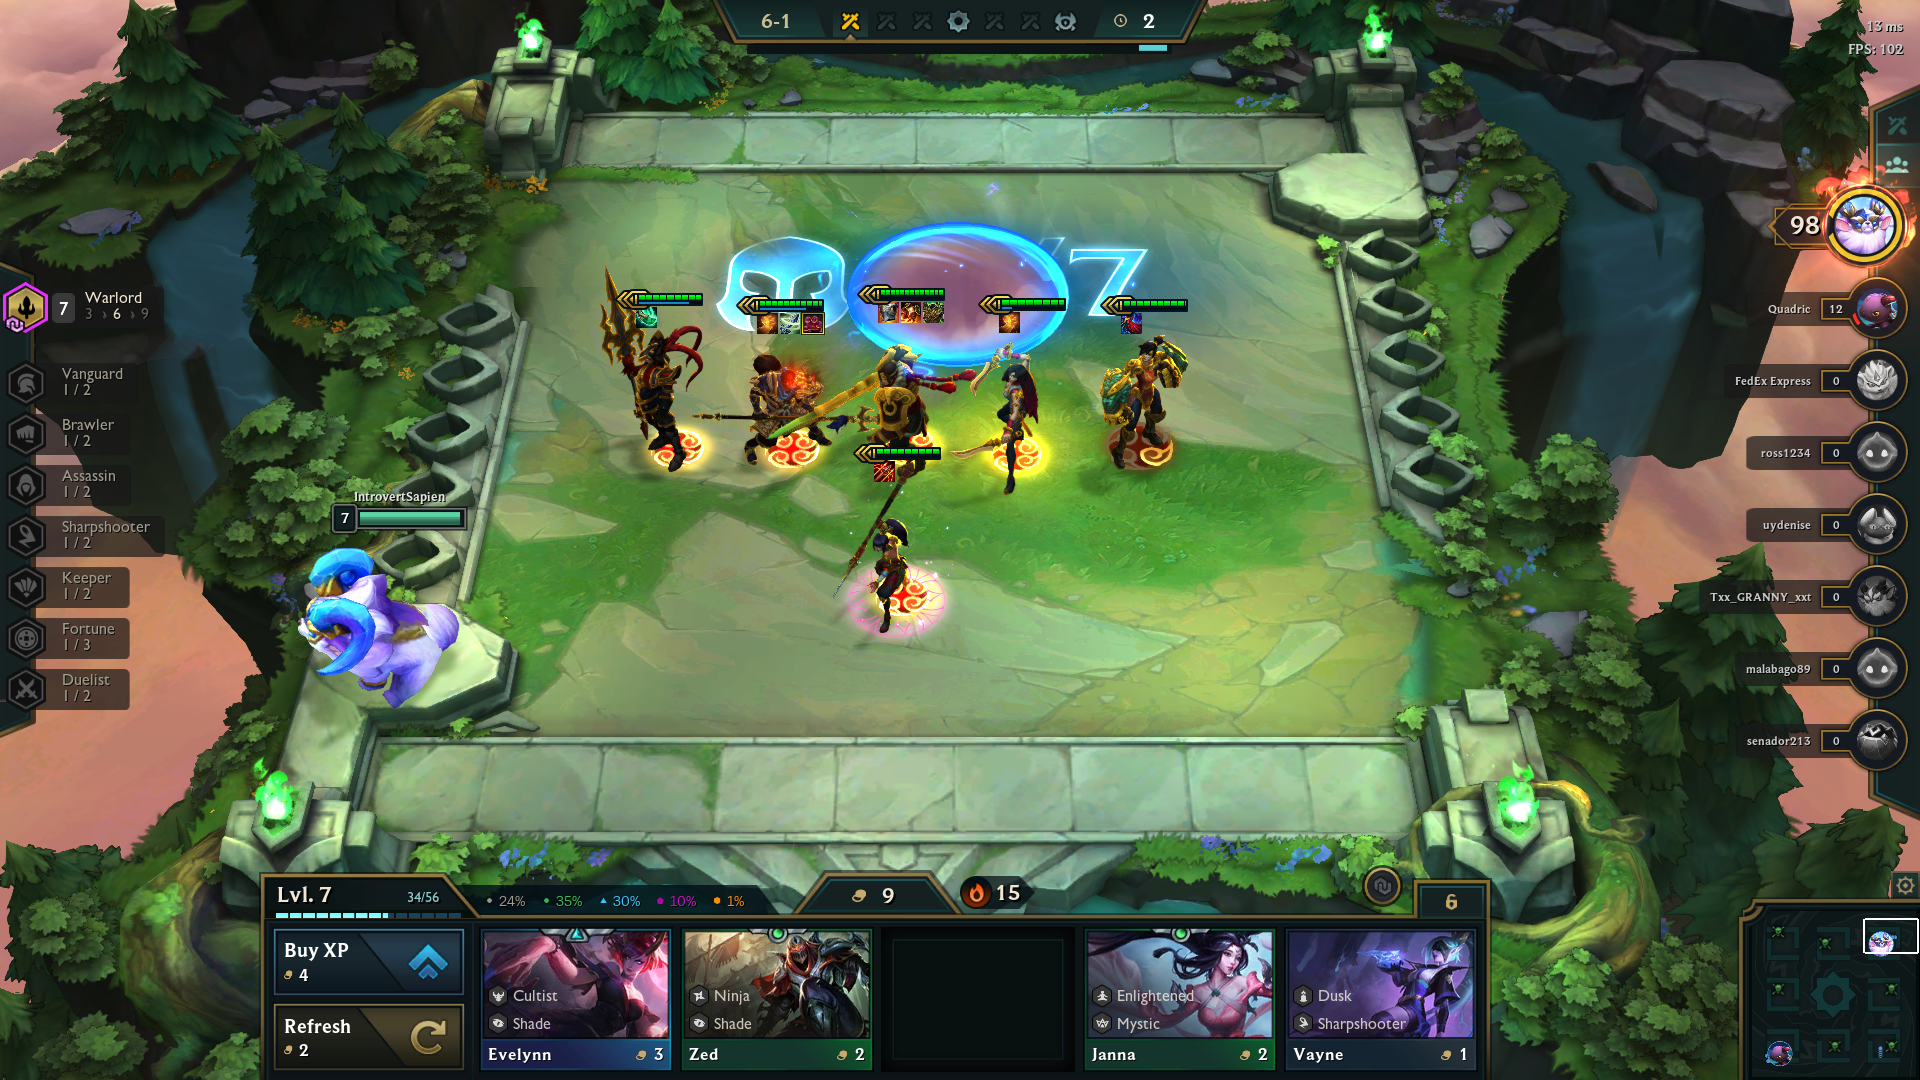 6-1
2
13 ms
FPS: 102
98
7
Warlord
3 › 6 › 9
Vanguard
1 / 2
Brawler
1 / 2
Assassin
1 / 2
Sharpshooter
1 / 2
Keeper
1 / 2
Fortune
1 / 3
Duelist
1 / 2
IntrovertSapien
7
Quadric
12
FedEx Express
0
ross1234
0
uydenise
0
Txx_GRANNY_xxt
0
malabago89
0
senador213
0
Lvl. 7
34/56
24%
35%
30%
10%
1%
9
15
6
Buy XP
4
Refresh
2
Cultist
Shade
Evelynn
3
Ninja
Shade
Zed
2
Enlightened
Mystic
Janna
2
Dusk
Sharpshooter
Vayne
1